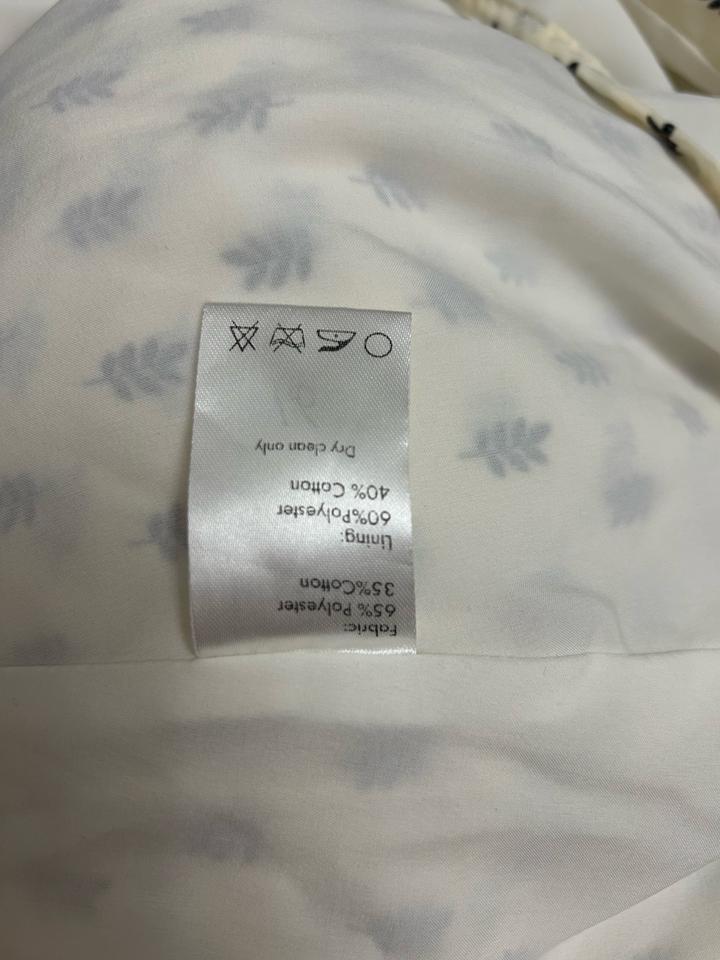 Fabric:
65% Polyester
35%Cotton
Lining:
60%Polyester
40% Cotton
Dry clean only